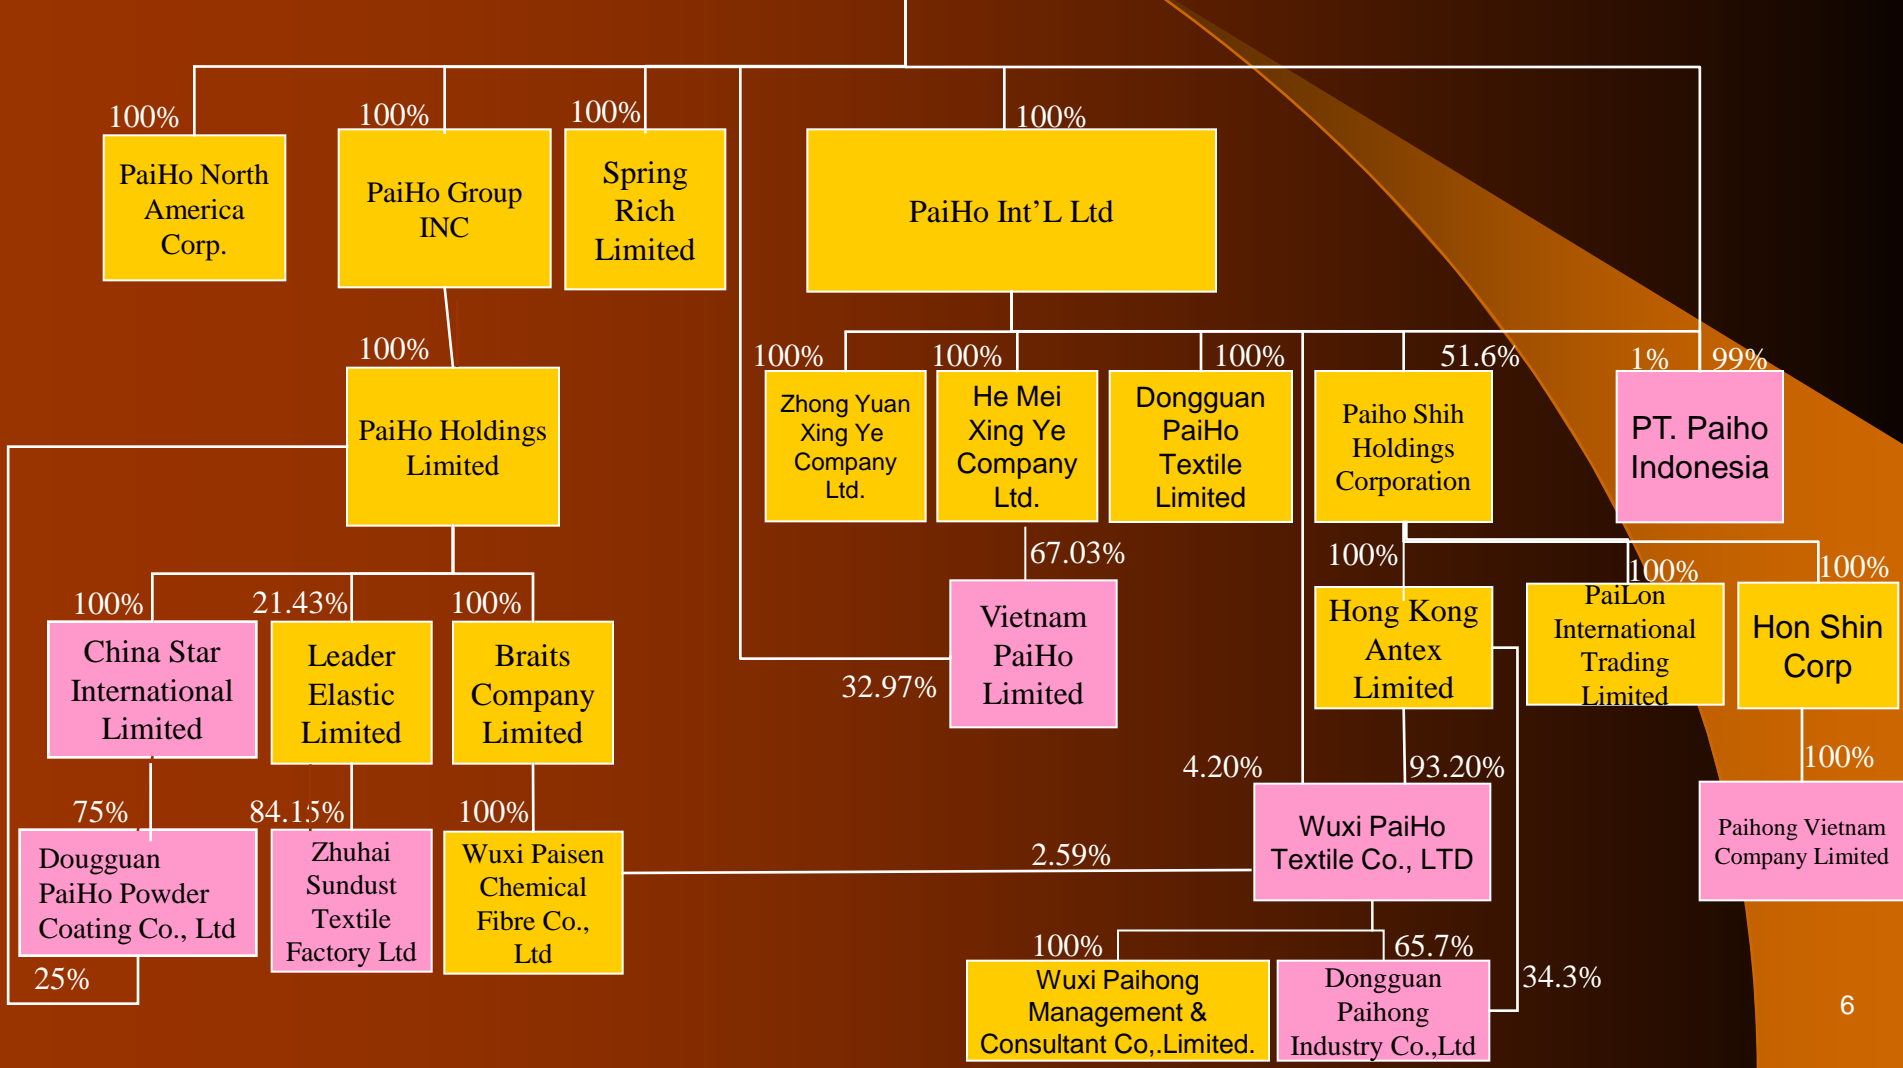 100%
100%
100%
100%
PaiHo North
America
Corp.
PaiHo Group
INC
Spring
Rich
Limited
PaiHo Int’L Ltd
100%
100%
100%
100%
51.6%
1%
99%
PaiHo Holdings
Limited
Zhong Yuan
Xing Ye
Company
Ltd.
He Mei
Xing Ye
Company
Ltd.
Dongguan
PaiHo
Textile
Limited
Paiho Shih
Holdings
Corporation
PT. Paiho
Indonesia
67.03%
100%
100%
100%
100%
21.43%
100%
China Star
International
Limited
Leader
Elastic
Limited
Braits
Company
Limited
Vietnam
PaiHo
Limited
32.97%
Hong Kong
Antex
Limited
PaiLon
International
Trading
Limited
Hon Shin
Corp
4.20%
93.20%
100%
75%
84.15%
100%
Dougguan
PaiHo Powder
Coating Co., Ltd
Zhuhai
Sundust
Textile
Factory Ltd
Wuxi Paisen
Chemical
Fibre Co.,
Ltd
2.59%
Wuxi PaiHo
Textile Co., LTD
Paihong Vietnam
Company Limited
25%
100%
65.7%
34.3%
Wuxi Paihong
Management &
Consultant Co,.Limited.
Dongguan
Paihong
Industry Co.,Ltd
6